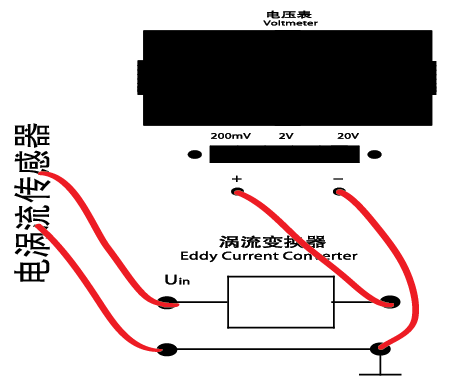 电压表
Voltmeter
200mV 2V 20V
+ −
电涡流传感器
涡流变换器
Eddy Current Converter
Uin